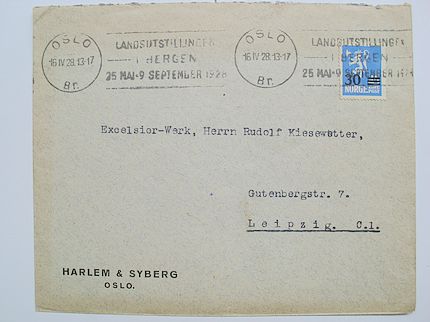 OSLO
16 IV 28.13-17
Br.
LANDSUTSTILLINGEN
I BERGEN
25 MAI-9 SEPTEMBER 1928
OSLO
16 IV 28.13-17
Br.
LANDSUTSTILLINGEN
I BERGEN
25 MAI-9 SEPTEMBER 1928
30
NORGE
Excelsior-Werk, Herrn Rudolf Kiesewetter,
Gutenbergstr. 7.
Leipzig. C.1.
HARLEM & SYBERG
OSLO.